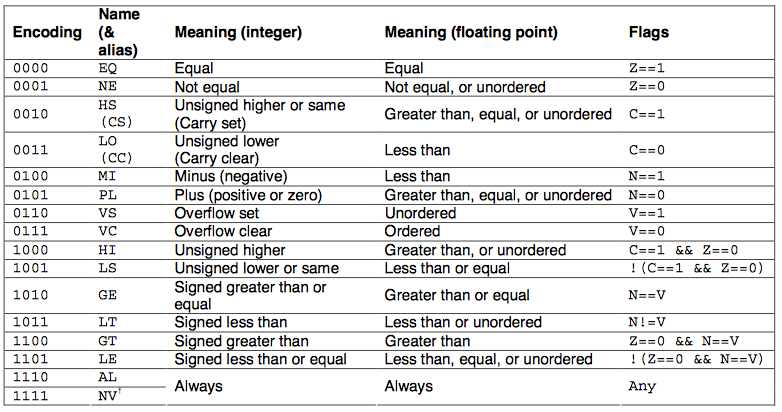 Encoding Name (& alias) Meaning (integer) Meaning (floating point) Flags
0000 EQ Equal Equal Z==1
0001 NE Not equal Not equal, or unordered Z==0
0010 HS (CS) Unsigned higher or same (Carry set) Greater than, equal, or unordered C==1
0011 LO (CC) Unsigned lower (Carry clear) Less than C==0
0100 MI Minus (negative) Less than N==1
0101 PL Plus (positive or zero) Greater than, equal, or unordered N==0
0110 VS Overflow set Unordered V==1
0111 VC Overflow clear Ordered V==0
1000 HI Unsigned higher Greater than, or unordered C==1 && Z==0
1001 LS Unsigned lower or same Less than or equal !(C==1 && Z==0)
1010 GE Signed greater than or equal Greater than or equal N==V
1011 LT Signed less than Less than or unordered N!=V
1100 GT Signed greater than Greater than Z==0 && N==V
1101 LE Signed less than or equal Less than, equal, or unordered !(Z==0 && N==V)
1110 AL Always Always Any
1111 NV†